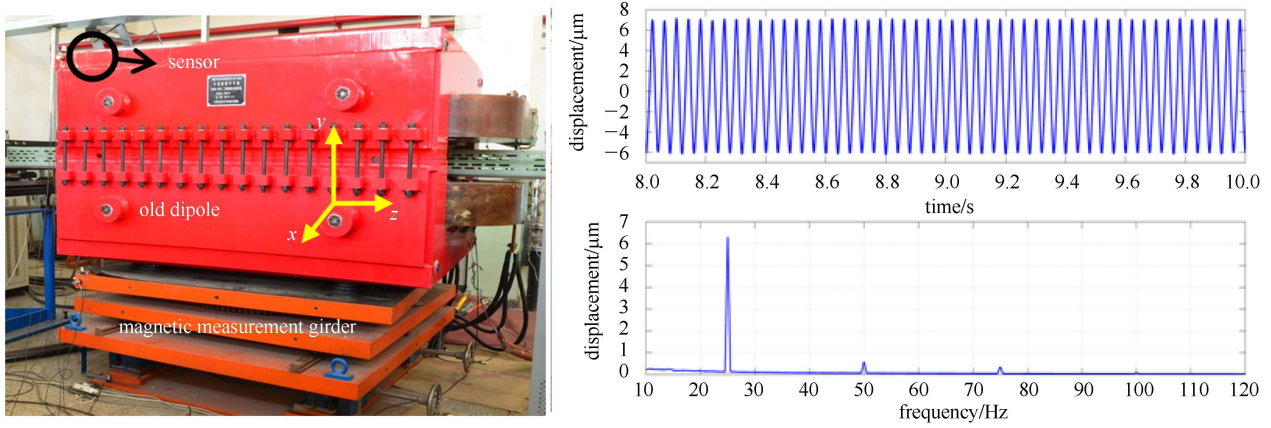 sensor
y
old dipole
z
x
magnetic measurement girder
displacement/μm
8
6
4
2
0
−2
−4
−6
8.0 8.2 8.4 8.6 8.8 9.0 9.2 9.4 9.6 9.8 10.0
time/s
displacement/μm
7
6
5
4
3
2
1
0
10 20 30 40 50 60 70 80 90 100 110 120
frequency/Hz